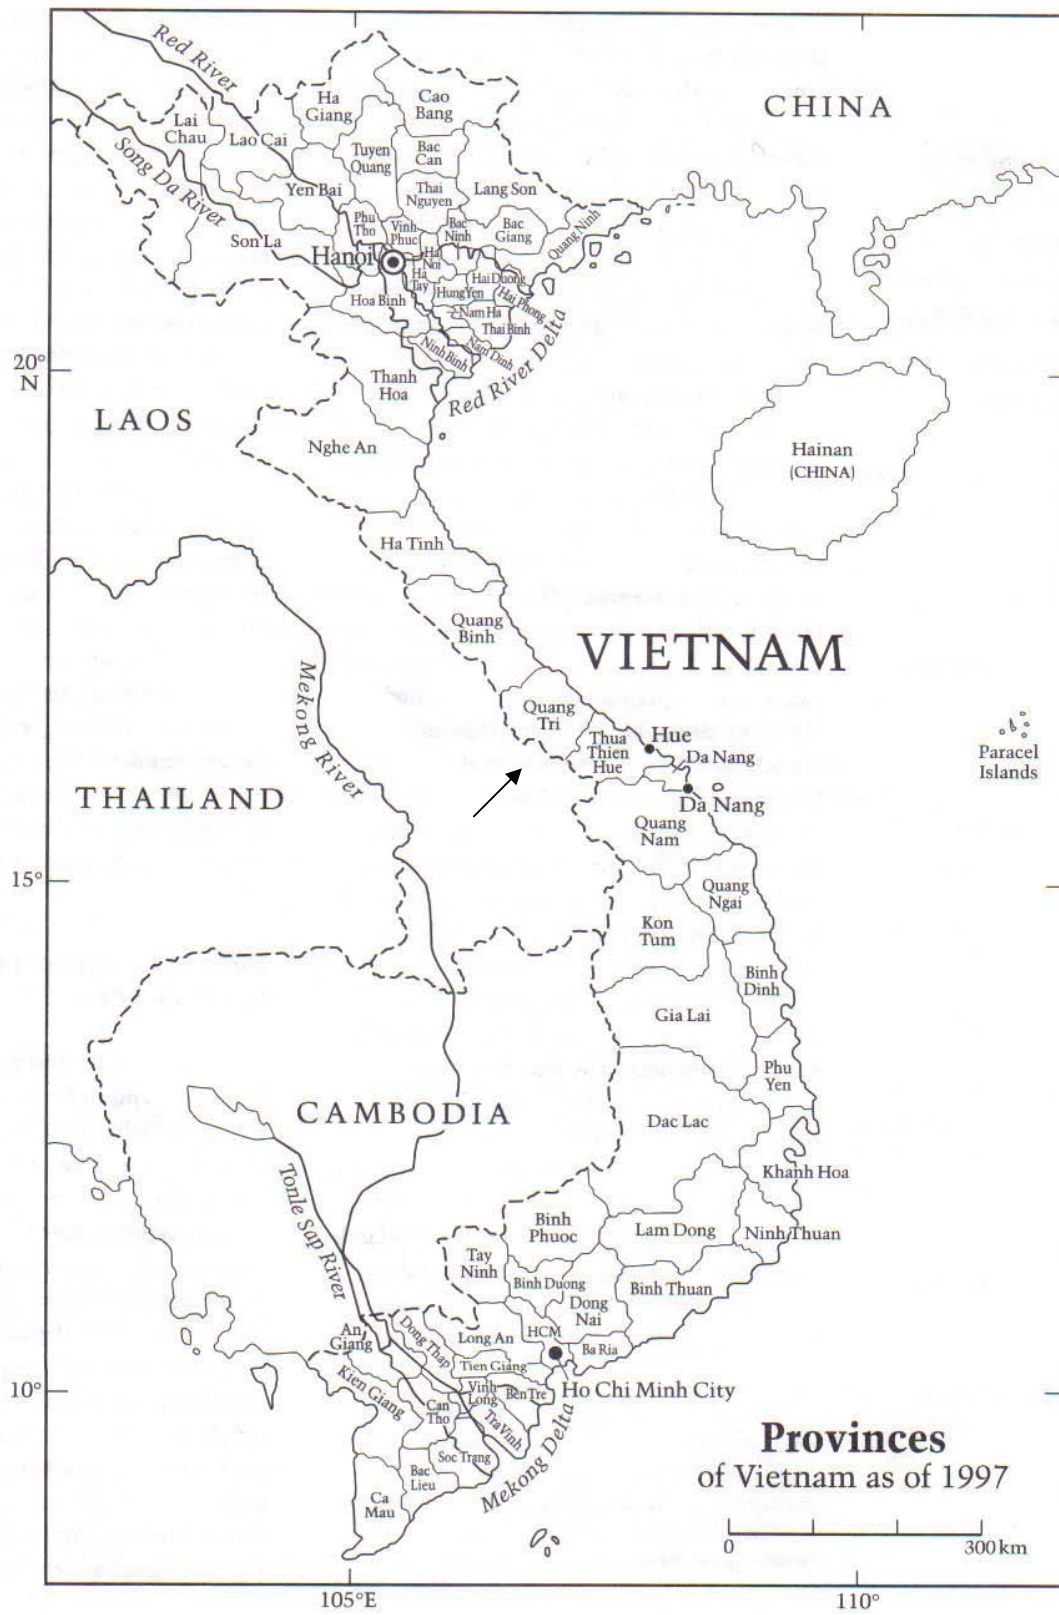 Red River
Ha
Giang
Cao
Bang
CHINA
Lai
Chau
Lao Cai
Tuyen
Quang
Bac
Can
Song Da River
Yen Bai
Thai
Nguyen
Lang Son
Phu
Tho
Vinh
Phuc
Bac
Ninh
Bac
Giang
Quang Ninh
Son La
Hanoi
Ha
Noi
Ha
Tay
Hai Duong
Hung Yen
Hai Phong
Hoa Binh
Nam Ha
Thai Binh
Ninh Binh
Nam Dinh
Red River Delta
20°
N
Thanh
Hoa
LAOS
Nghe An
Hainan
(CHINA)
Ha Tinh
Quang
Binh
VIETNAM
Mekong River
Quang
Tri
Thua
Thien
Hue
Hue
Da Nang
Paracel
Islands
THAILAND
Da Nang
Quang
Nam
15°
Quang
Ngai
Kon
Tum
Binh
Dinh
Gia Lai
Phu
Yen
CAMBODIA
Dac Lac
Khanh Hoa
Tonle Sap River
Binh
Phuoc
Lam Dong
Ninh Thuan
Tay
Ninh
Binh Duong
Binh Thuan
Dong
Nai
An
Giang
Dong Thap
Long An
HCM
Ba Ria
Tien Giang
10°
Kien Giang
Vinh
Long
Ben Tre
Ho Chi Minh City
Can
Tho
Tra Vinh
Soc Trang
Mekong Delta
Bac
Lieu
Ca
Mau
Provinces
of Vietnam as of 1997
0
300 km
105°E
110°